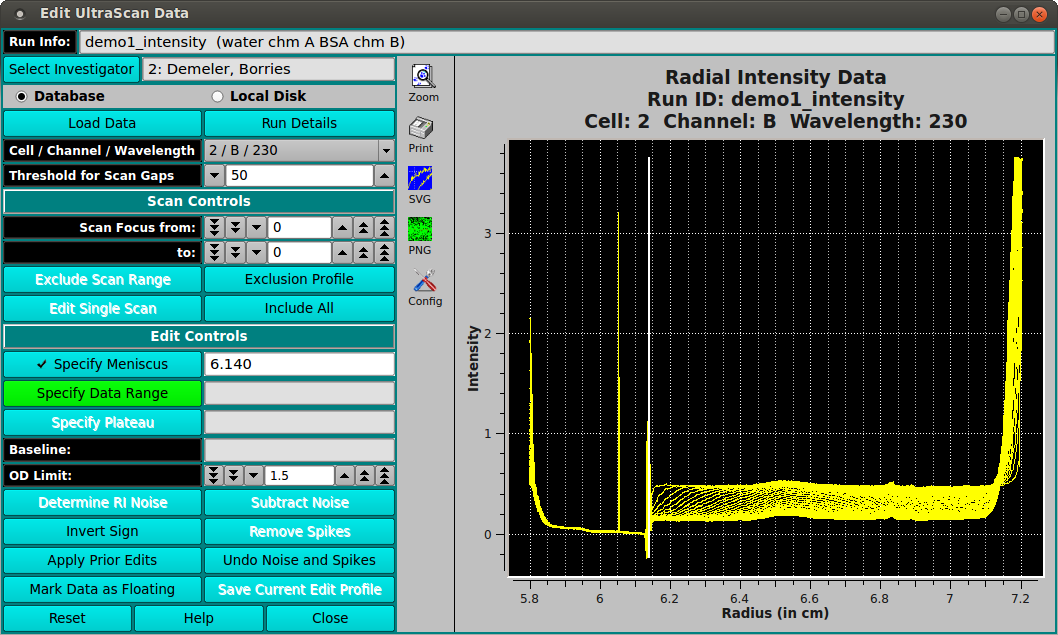 Edit UltraScan Data
Run Info: demo1_intensity (water chm A BSA chm B)
Select Investigator 2: Demeler, Borries
Database Local Disk
Load Data Run Details
Cell / Channel / Wavelength 2 / B / 230
Threshold for Scan Gaps 50
Scan Controls
Scan Focus from: 0
to: 0
Exclude Scan Range Exclusion Profile
Edit Single Scan Include All
Edit Controls
Specify Meniscus 6.140
Specify Data Range
Specify Plateau
Baseline:
OD Limit: 1.5
Determine RI Noise Subtract Noise
Invert Sign Remove Spikes
Apply Prior Edits Undo Noise and Spikes
Mark Data as Floating Save Current Edit Profile
Reset Help Close
Zoom
Print
SVG
PNG
Config
Radial Intensity Data
Run ID: demo1_intensity
Cell: 2 Channel: B Wavelength: 230
Intensity
3
2
1
0
5.8 6 6.2 6.4 6.6 6.8 7 7.2
Radius (in cm)